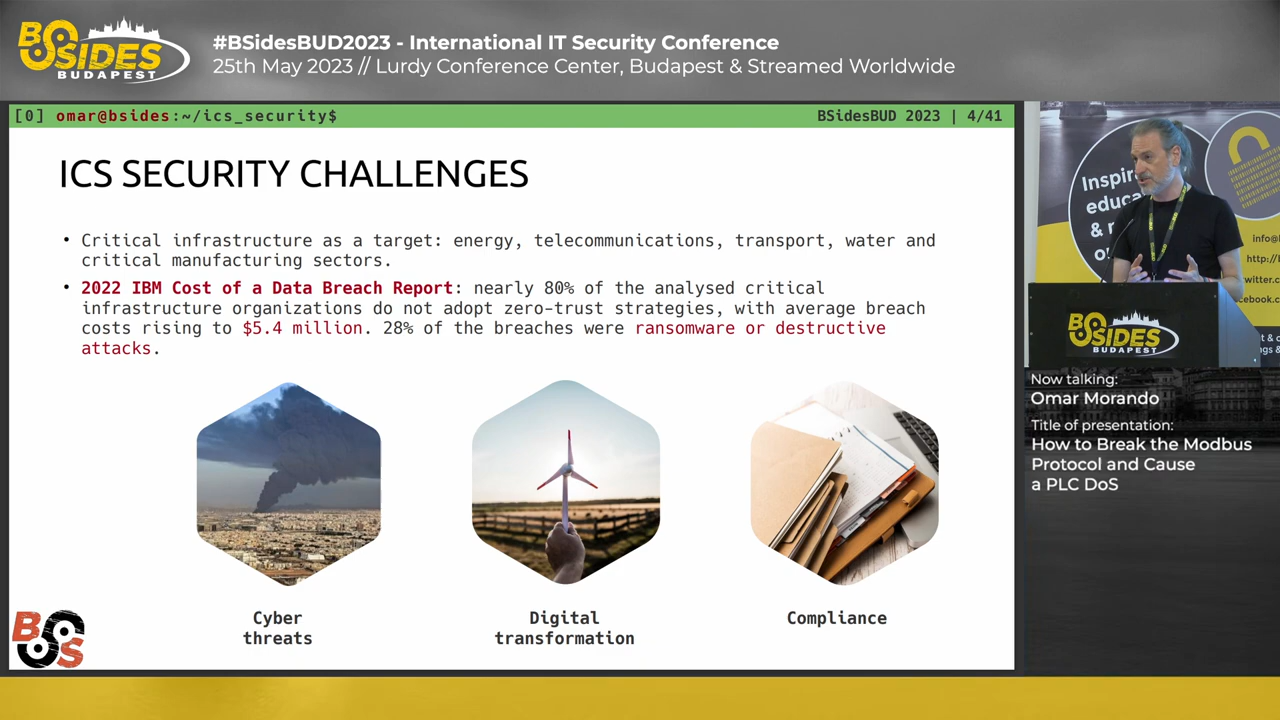 BSIDES
BUDAPEST
#BSidesBUD2023 - International IT Security Conference
25th May 2023 // Lurdy Conference Center, Budapest & Streamed Worldwide
[0] omar@bsides:~/ics_security$
BSidesBUD 2023 | 4/41
ICS SECURITY CHALLENGES
• Critical infrastructure as a target: energy, telecommunications, transport, water and
critical manufacturing sectors.
• 2022 IBM Cost of a Data Breach Report: nearly 80% of the analysed critical
infrastructure organizations do not adopt zero-trust strategies, with average breach
costs rising to $5.4 million. 28% of the breaches were ransomware or destructive
attacks.
Cyber
threats
Digital
transformation
Compliance
BSIDES
BUDAPEST
Now talking:
Omar Morando
Title of presentation:
How to Break the Modbus
Protocol and Cause
a PLC DoS